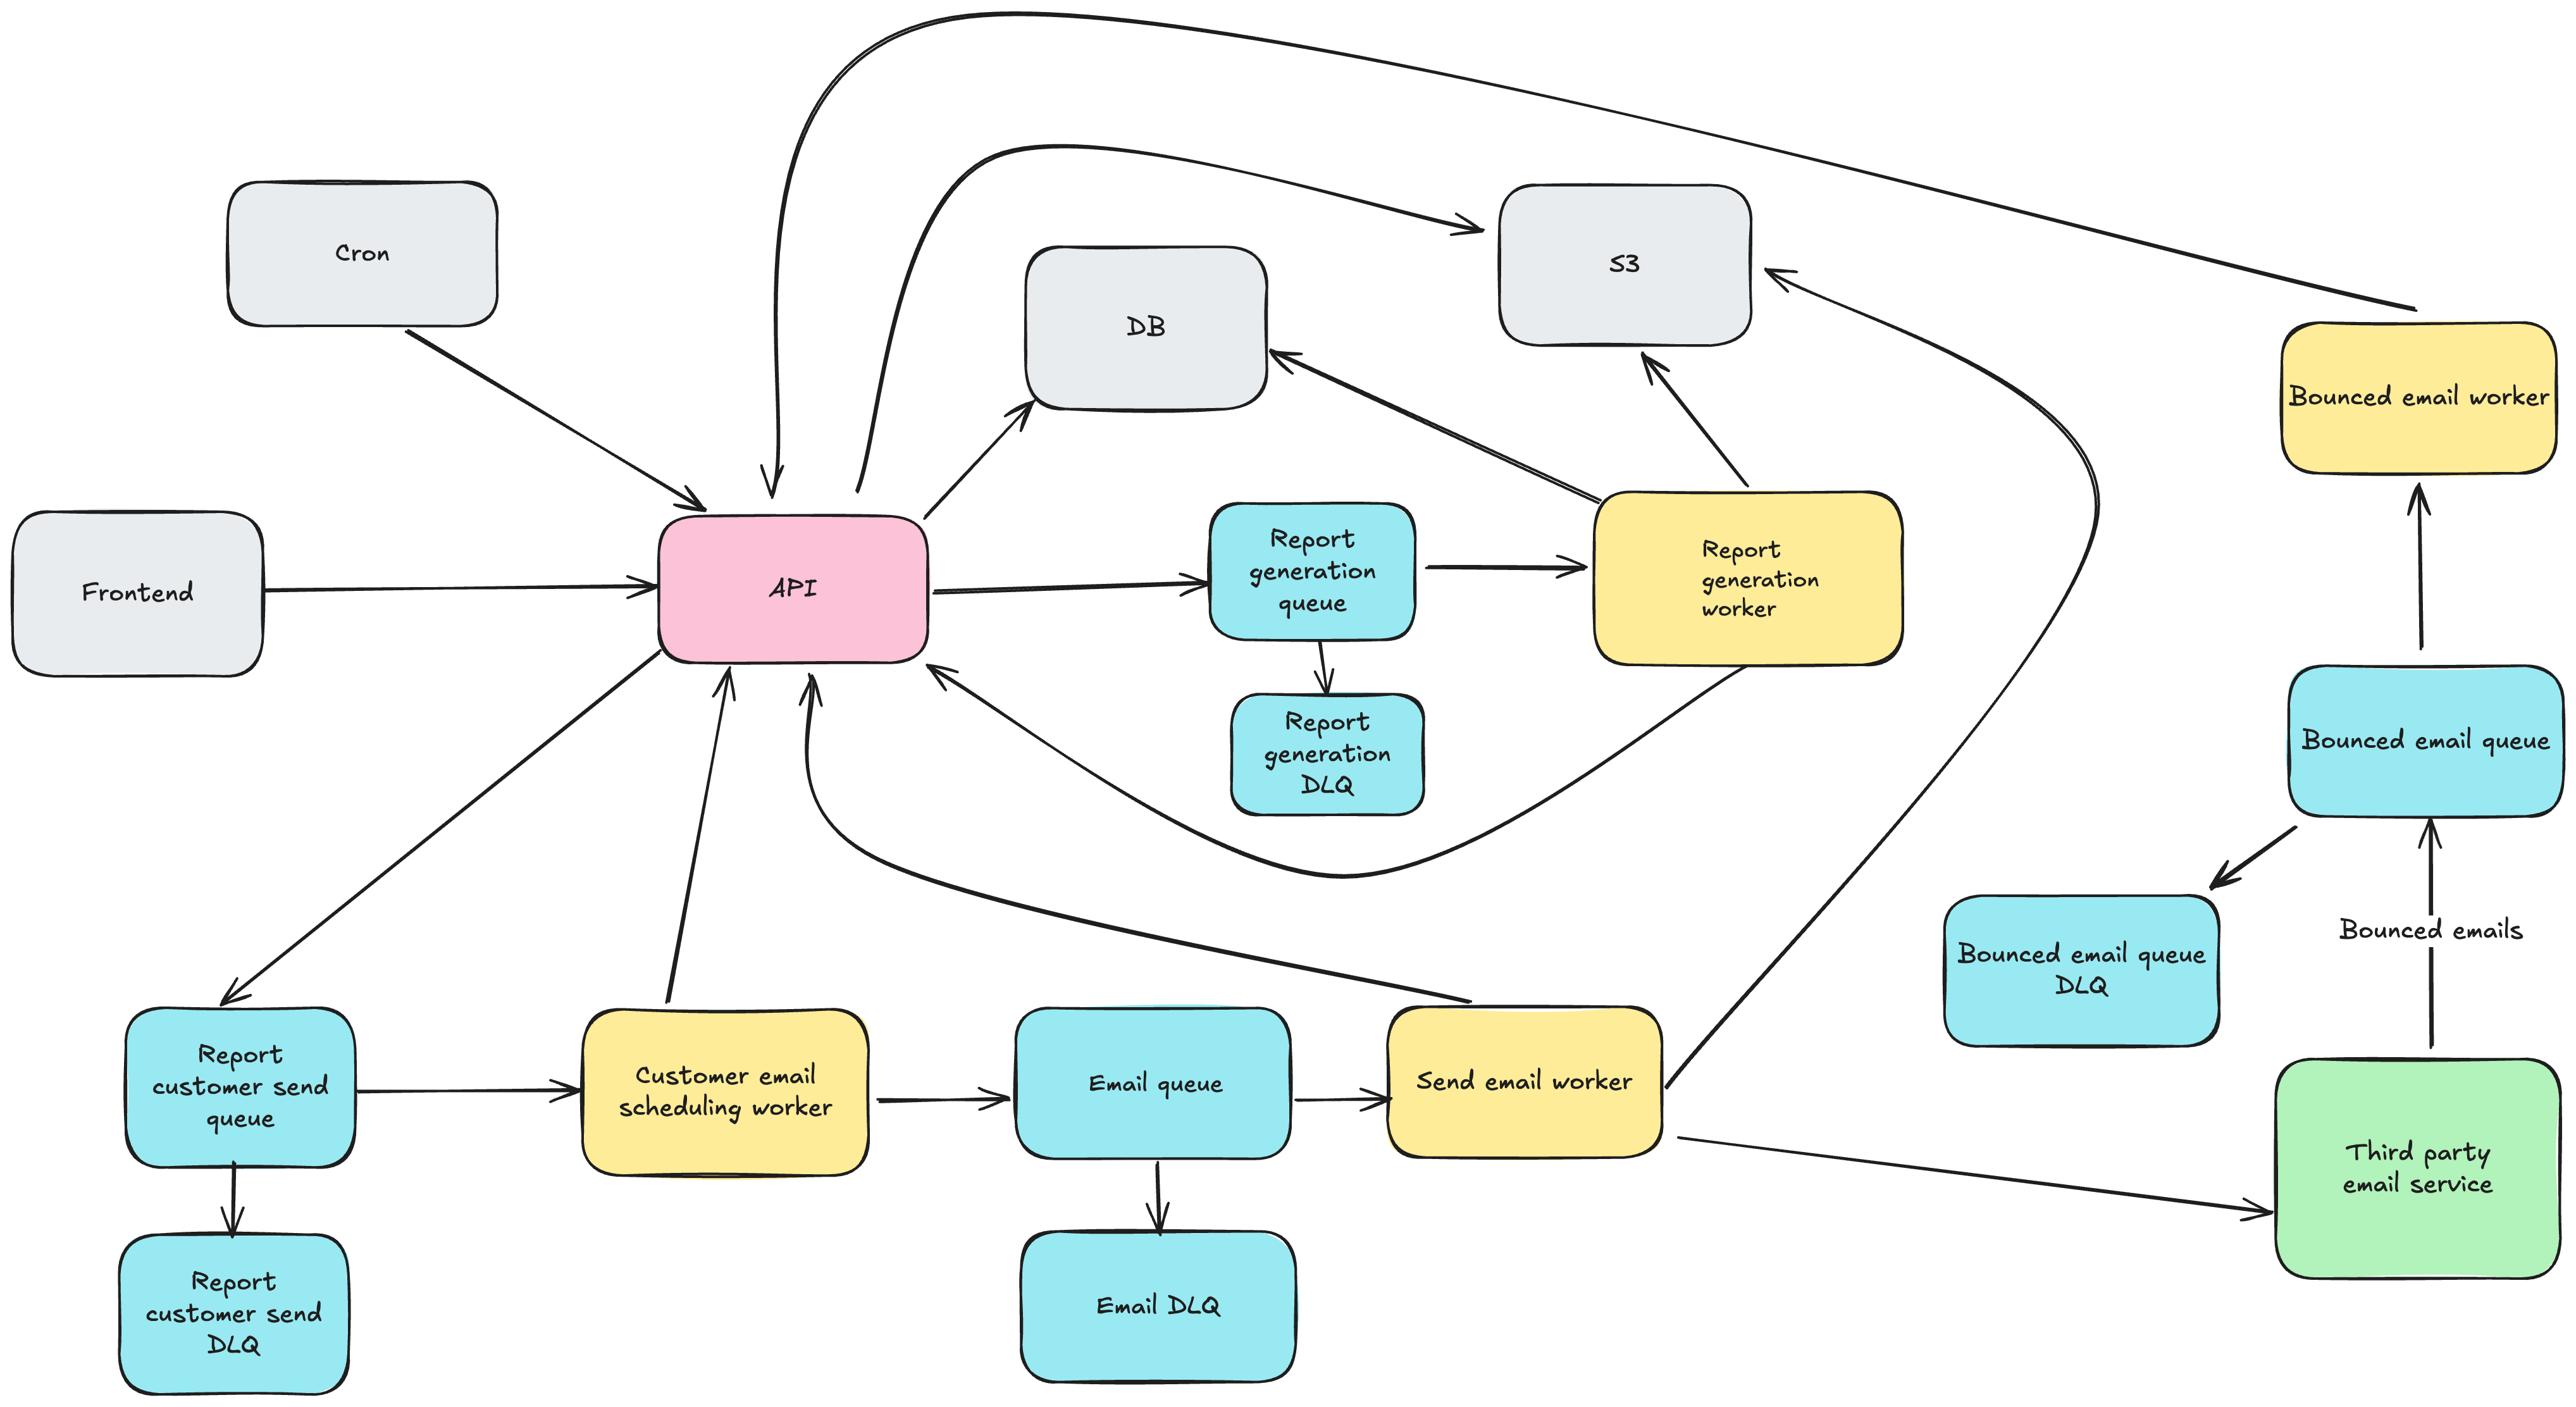 Cron
S3
DB
Bounced email worker
Frontend
API
Report
generation
queue
Report
generation
worker
Report
generation
DLQ
Bounced email queue
Bounced emails
Bounced email queue
DLQ
Report
customer send
queue
Customer email
scheduling worker
Email queue
Send email worker
Third party
email service
Report
customer send
DLQ
Email DLQ